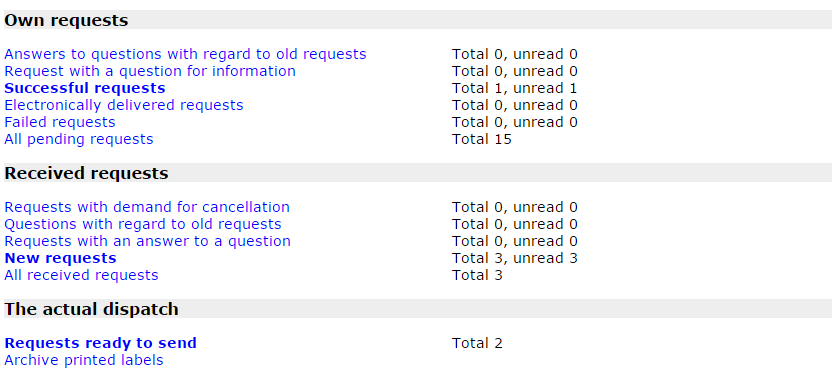 Own requests
Answers to questions with regard to old requests Total 0, unread 0
Request with a question for information Total 0, unread 0
Successful requests Total 1, unread 1
Electronically delivered requests Total 0, unread 0
Failed requests Total 0, unread 0
All pending requests Total 15
Received requests
Requests with demand for cancellation Total 0, unread 0
Questions with regard to old requests Total 0, unread 0
Requests with an answer to a question Total 0, unread 0
New requests Total 3, unread 3
All received requests Total 3
The actual dispatch
Requests ready to send Total 2
Archive printed labels